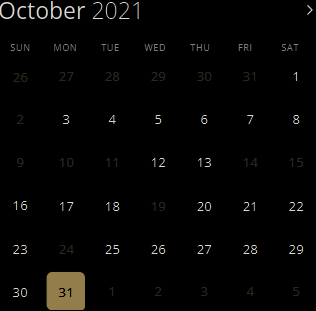 October 2021 >
SUN MON TUE WED THU FRI SAT
26 27 28 29 30 31 1
2 3 4 5 6 7 8
9 10 11 12 13 14 15
16 17 18 19 20 21 22
23 24 25 26 27 28 29
30 31 1 2 3 4 5